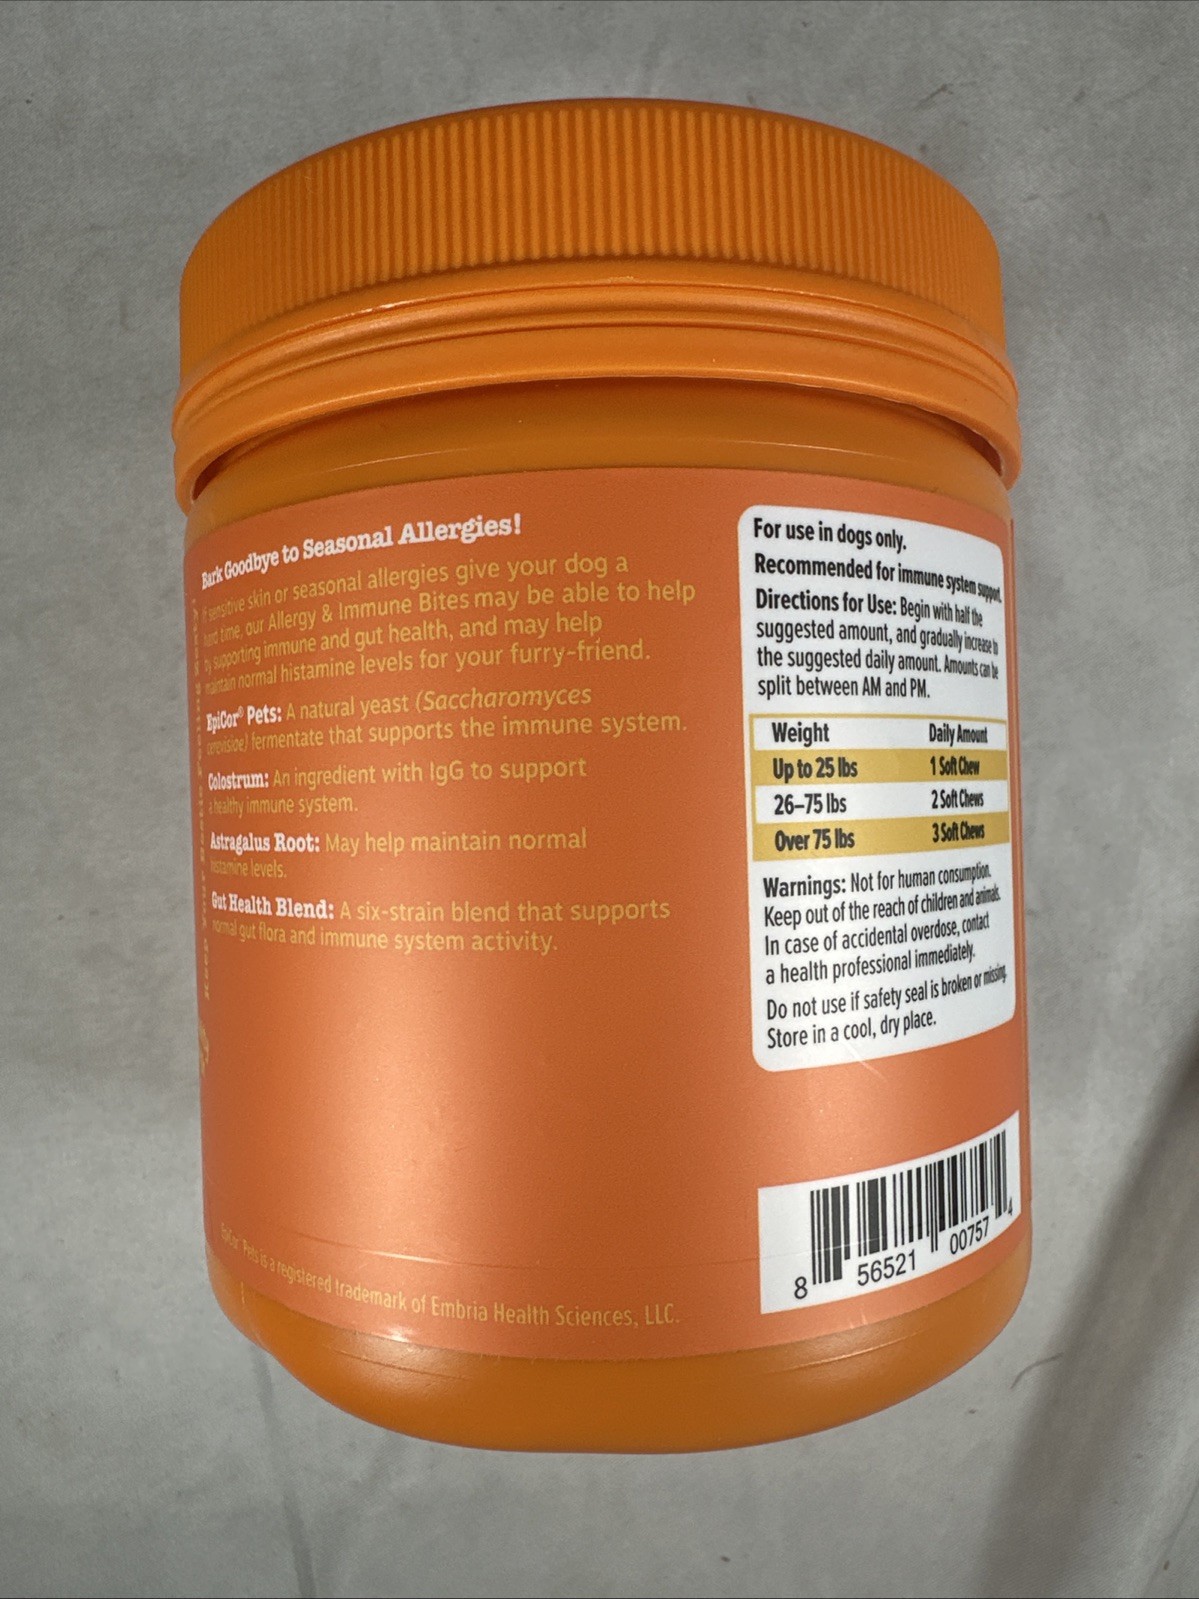 Bark Goodbye to Seasonal Allergies!
If sensitive skin or seasonal allergies give your dog a
hard time, our Allergy & Immune Bites may be able to help
by supporting immune and gut health, and may help
maintain normal histamine levels for your furry-friend.
EpiCor® Pets: A natural yeast (Saccharomyces
cerevisiae) fermentate that supports the immune system.
Colostrum: An ingredient with IgG to support
a healthy immune system.
Astragalus Root: May help maintain normal
histamine levels.
Gut Health Blend: A six-strain blend that supports
normal gut flora and immune system activity.
EpiCor® Pets is a registered trademark of Embria Health Sciences, LLC.
For use in dogs only.
Recommended for immune system support.
Directions for Use: Begin with half the
suggested amount, and gradually increase to
the suggested daily amount. Amounts can be
split between AM and PM.
Weight Daily Amount
Up to 25 lbs 1 Soft Chew
26–75 lbs 2 Soft Chews
Over 75 lbs 3 Soft Chews
Warnings: Not for human consumption.
Keep out of the reach of children and animals.
In case of accidental overdose, contact
a health professional immediately.
Do not use if safety seal is broken or missing.
Store in a cool, dry place.
8 56521 00757 4